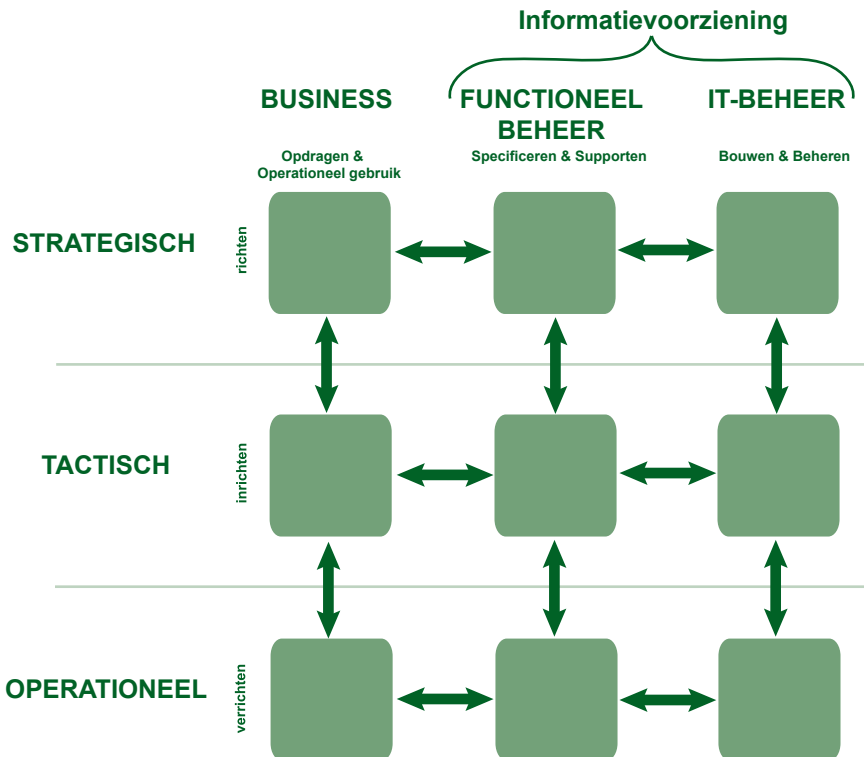 Informatievoorziening
BUSINESS
FUNCTIONEEL
BEHEER
IT-BEHEER
Opdragen &
Operationeel gebruik
Specificeren & Supporten
Bouwen & Beheren
STRATEGISCH
richten
TACTISCH
inrichten
OPERATIONEEL
verrichten